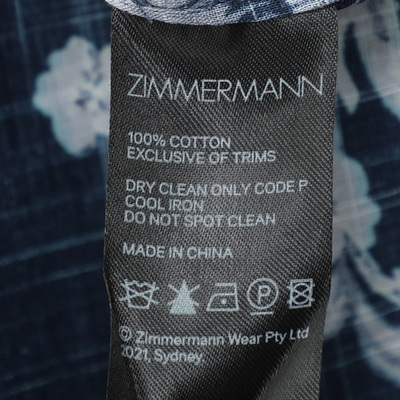 ZIMMERMANN
100% COTTON
EXCLUSIVE OF TRIMS
DRY CLEAN ONLY CODE P
COOL IRON
DO NOT SPOT CLEAN
MADE IN CHINA
P
© Zimmermann Wear Pty Ltd
2021, Sydney.